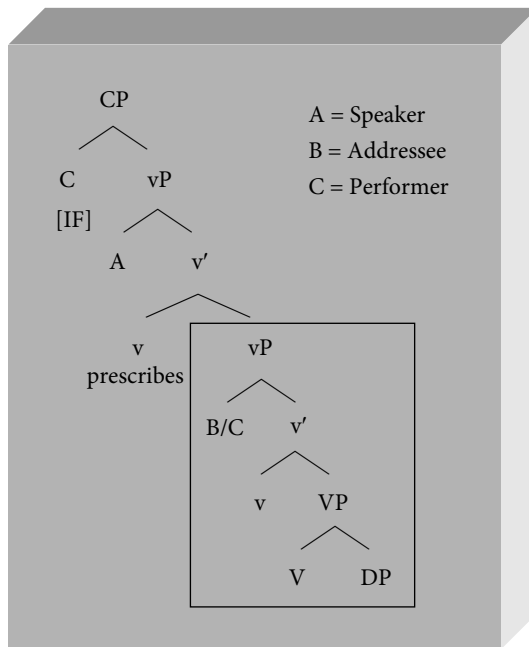 CP
A = Speaker
B = Addressee
C = Performer
C vP
[IF]
A v′
v vP
prescribes
B/C v′
v VP
V DP